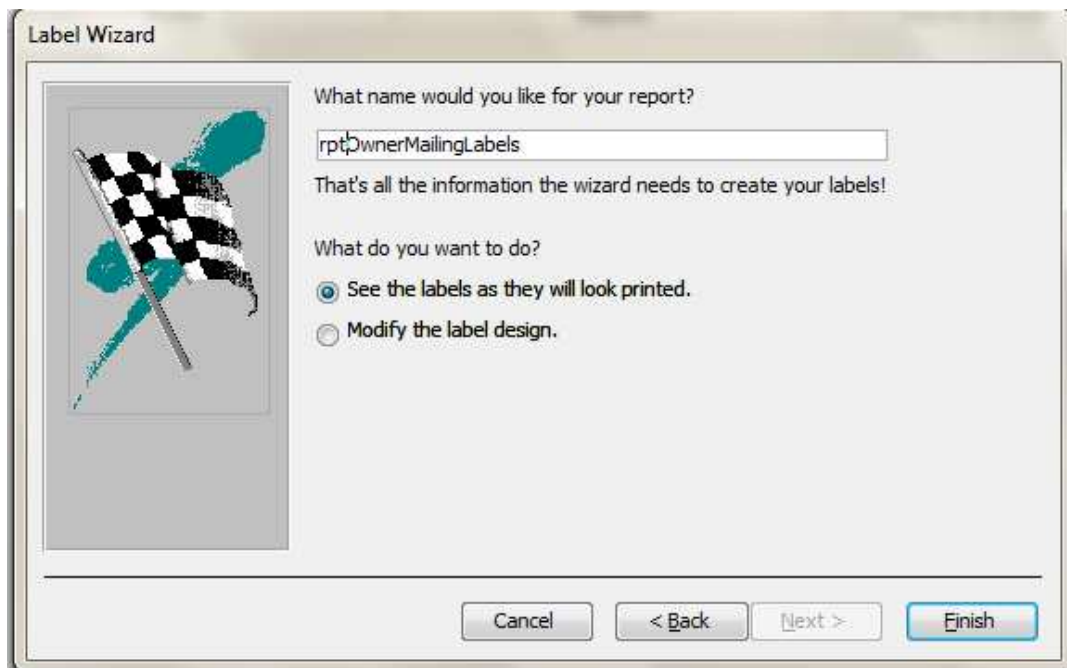 Label Wizard
What name would you like for your report?
rptOwnerMailingLabels
That's all the information the wizard needs to create your labels!
What do you want to do?
See the labels as they will look printed.
Modify the label design.
Cancel < Back Next > Finish